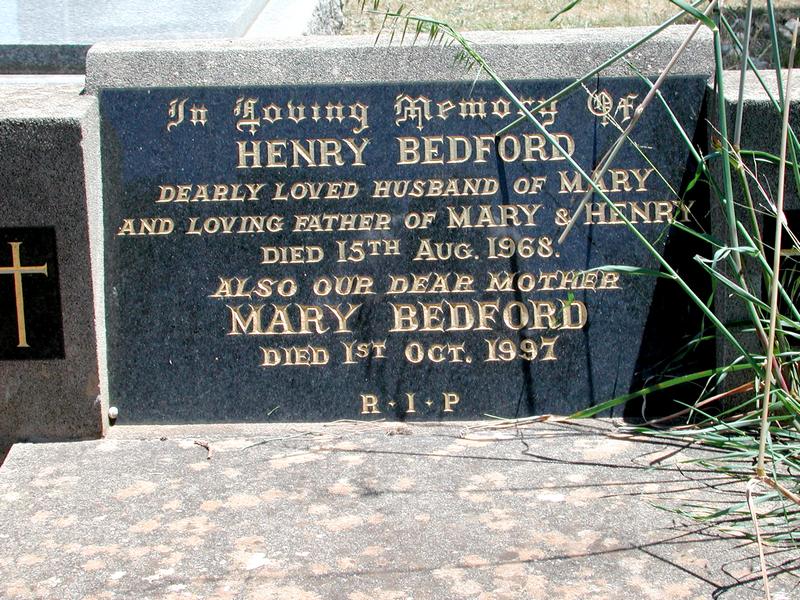 In Loving Memory Of
HENRY BEDFORD
DEARLY LOVED HUSBAND OF MARY
AND LOVING FATHER OF MARY & HENRY
DIED 15TH AUG. 1968.
ALSO OUR DEAR MOTHER
MARY BEDFORD
DIED 1ST OCT. 1997
R · I · P